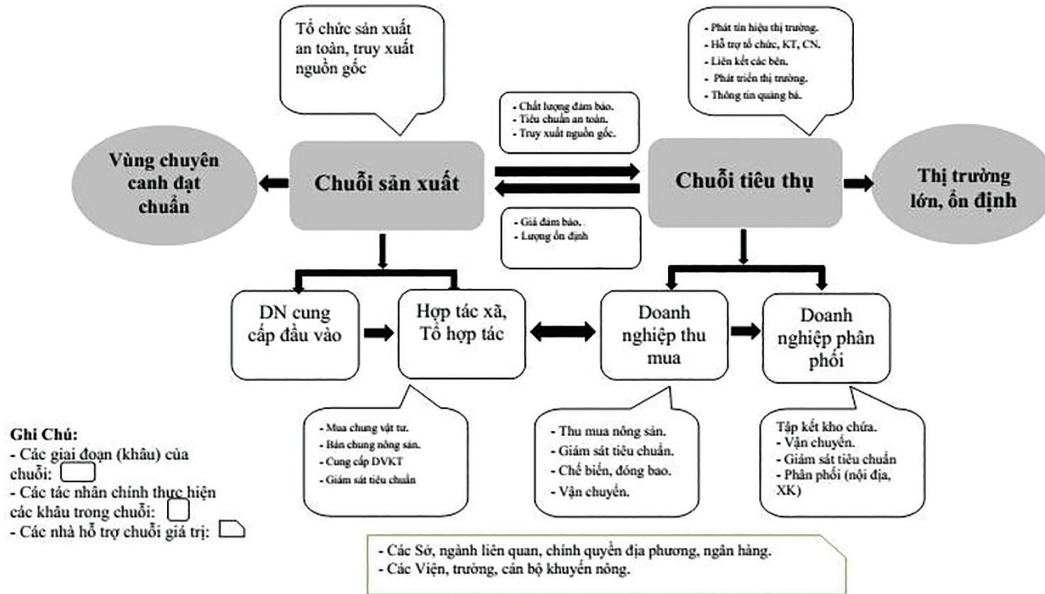 Tổ chức sản xuất
an toàn, truy xuất
nguồn gốc
- Phát tín hiệu thị trường.
- Hỗ trợ tổ chức, KT, CN.
- Liên kết các bên.
- Phát triển thị trường.
- Thông tin quảng bá.
- Chất lượng đảm bảo.
- Tiêu chuẩn an toàn.
- Truy xuất nguồn gốc.
Vùng chuyên
canh đạt
chuẩn
Chuỗi sản xuất
Chuỗi tiêu thụ
Thị trường
lớn, ổn định
- Giá đảm bảo.
- Lượng ổn định
DN cung
cấp đầu vào
Hợp tác xã,
Tổ hợp tác
Doanh
nghiệp thu
mua
Doanh
nghiệp phân
phối
- Mua chung vật tư.
- Bán chung nông sản.
- Cung cấp DVKT
- Giám sát tiêu chuẩn
- Thu mua nông sản.
- Giám sát tiêu chuẩn.
- Chế biến, đóng bao.
- Vận chuyển.
Tập kết kho chứa.
- Vận chuyển.
- Giám sát tiêu chuẩn
- Phân phối (nội địa,
XK)
Ghi Chú:
- Các giai đoạn (khâu) của
chuỗi:
- Các tác nhân chính thực hiện
các khâu trong chuỗi:
- Các nhà hỗ trợ chuỗi giá trị:
- Các Sở, ngành liên quan, chính quyền địa phương, ngân hàng.
- Các Viện, trường, cán bộ khuyến nông.